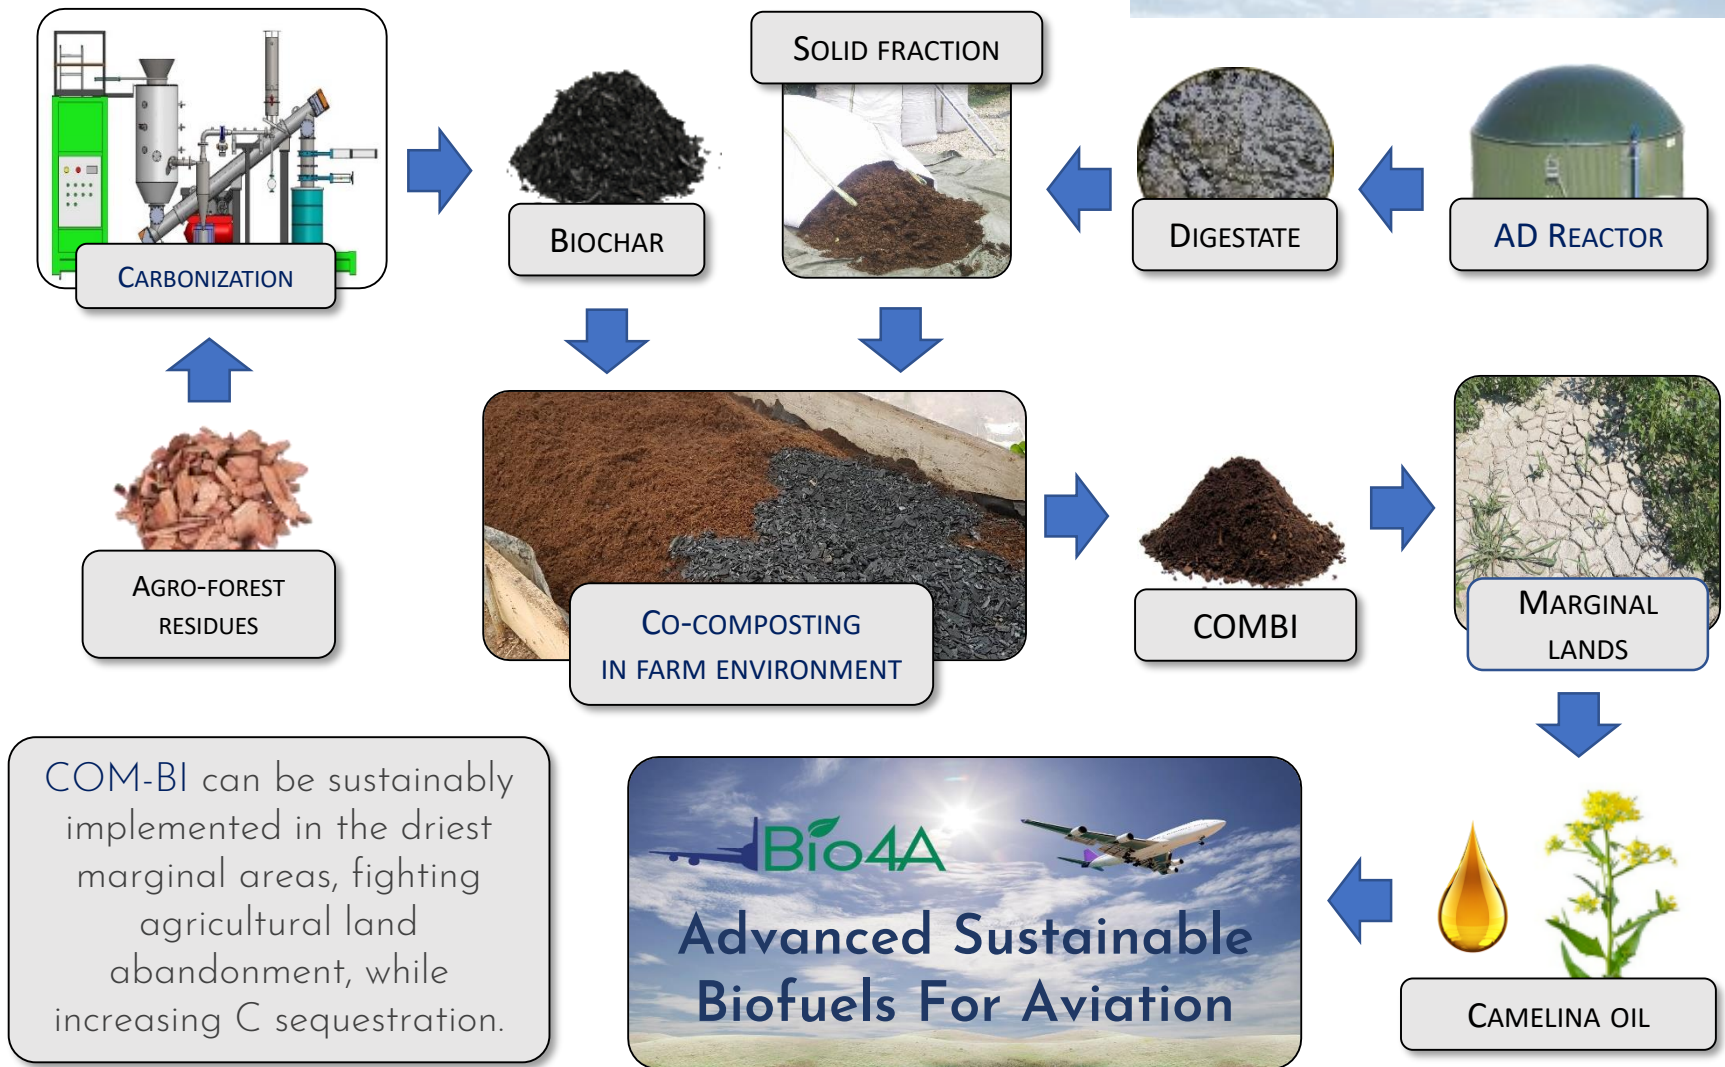 SOLID FRACTION
CARBONIZATION
BIOCHAR
DIGESTATE
AD REACTOR
AGRO-FOREST
RESIDUES
CO-COMPOSTING
IN FARM ENVIRONMENT
COMBI
MARGINAL
LANDS
COM-BI can be sustainably
implemented in the driest
marginal areas, fighting
agricultural land
abandonment, while
increasing C sequestration.
Bio4A
Advanced Sustainable
Biofuels For Aviation
CAMELINA OIL